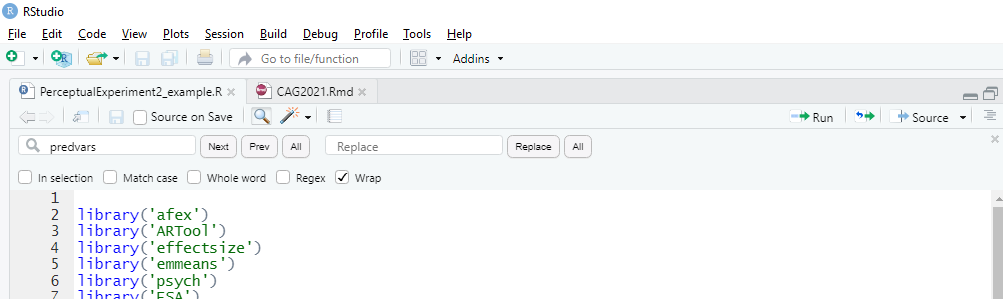 RStudio
File Edit Code View Plots Session Build Debug Profile Tools Help
Go to file/function Addins
PerceptualExperiment2_example.R CAG2021.Rmd
Source on Save Run Source
predvars Next Prev All Replace Replace All
In selection Match case Whole word Regex Wrap
1
2 library('afex')
3 library('ARTool')
4 library('effectsize')
5 library('emmeans')
6 library('psych')
7 library('FSA')